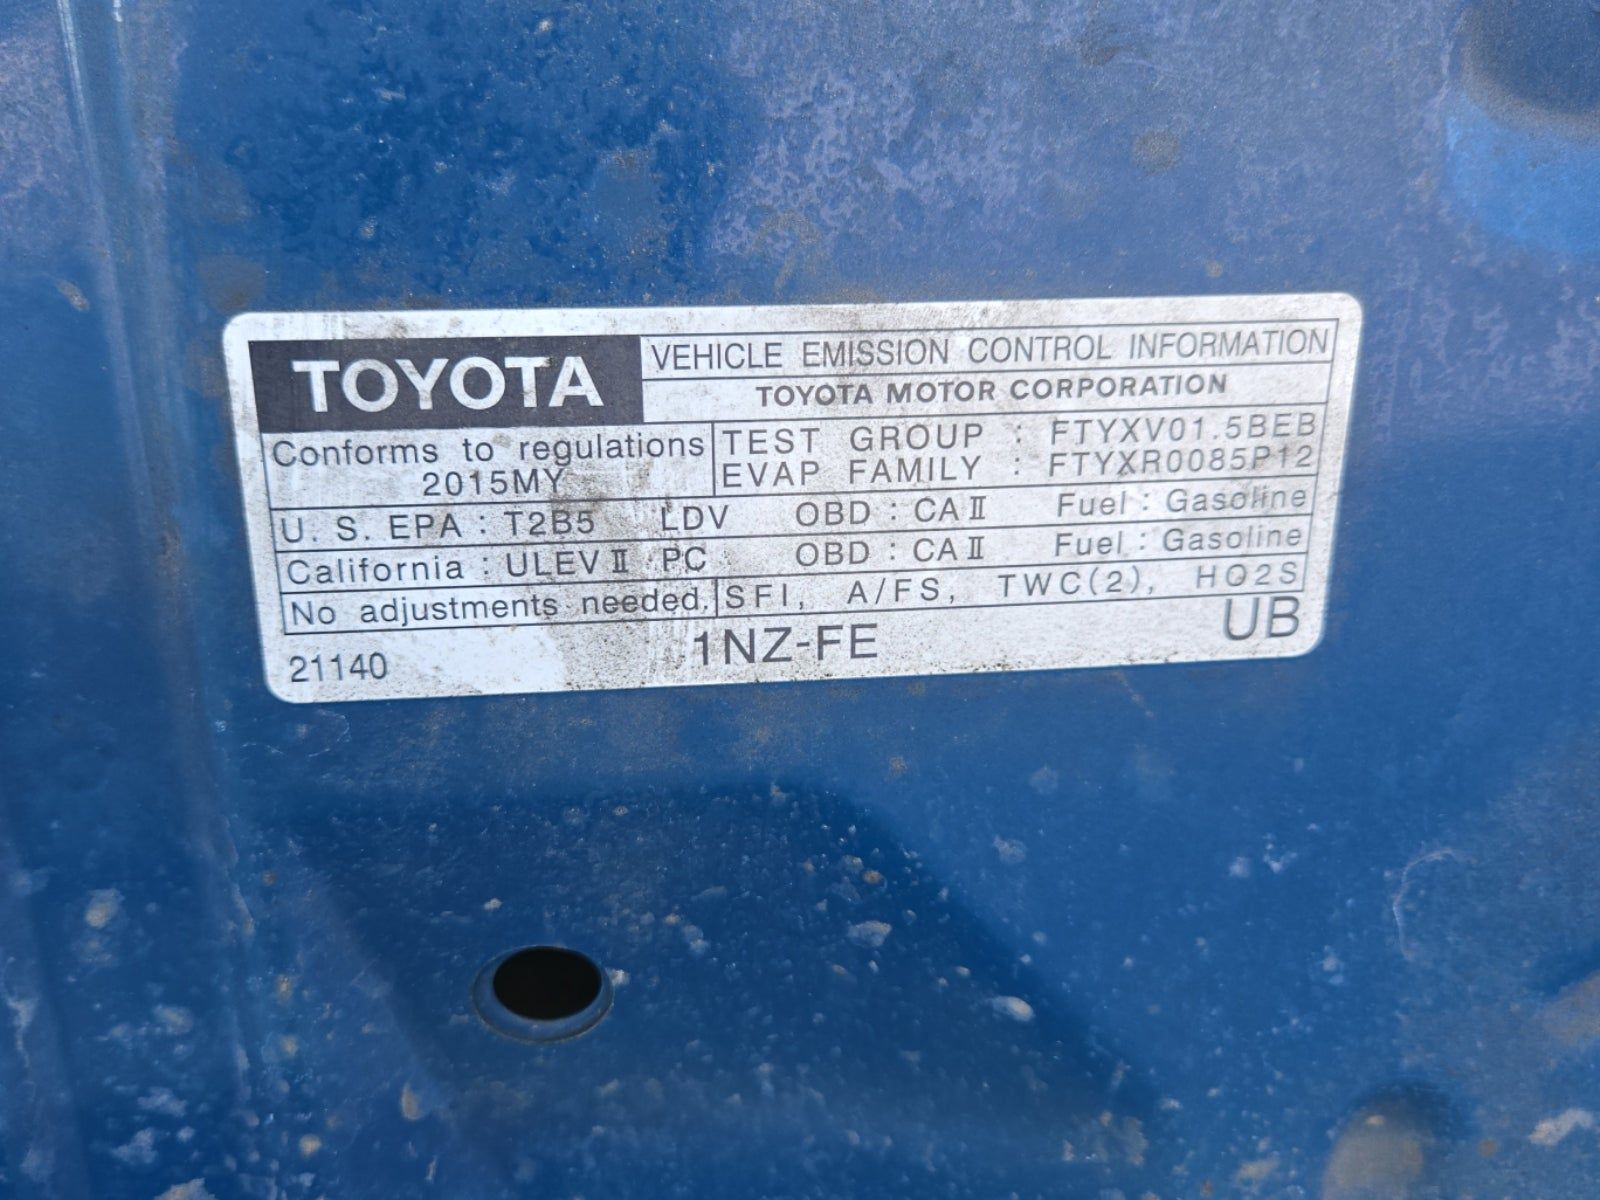 TOYOTA
VEHICLE EMISSION CONTROL INFORMATION
TOYOTA MOTOR CORPORATION
Conforms to regulations
2015MY
TEST GROUP : FTYXV01.5BEB
EVAP FAMILY : FTYXR0085P12
U. S. EPA : T2B5 LDV OBD : CAⅡ Fuel : Gasoline
California : ULEVⅡ PC OBD : CAⅡ Fuel : Gasoline
No adjustments needed.
SFI, A/FS, TWC(2), HO2S
21140
1NZ-FE
UB